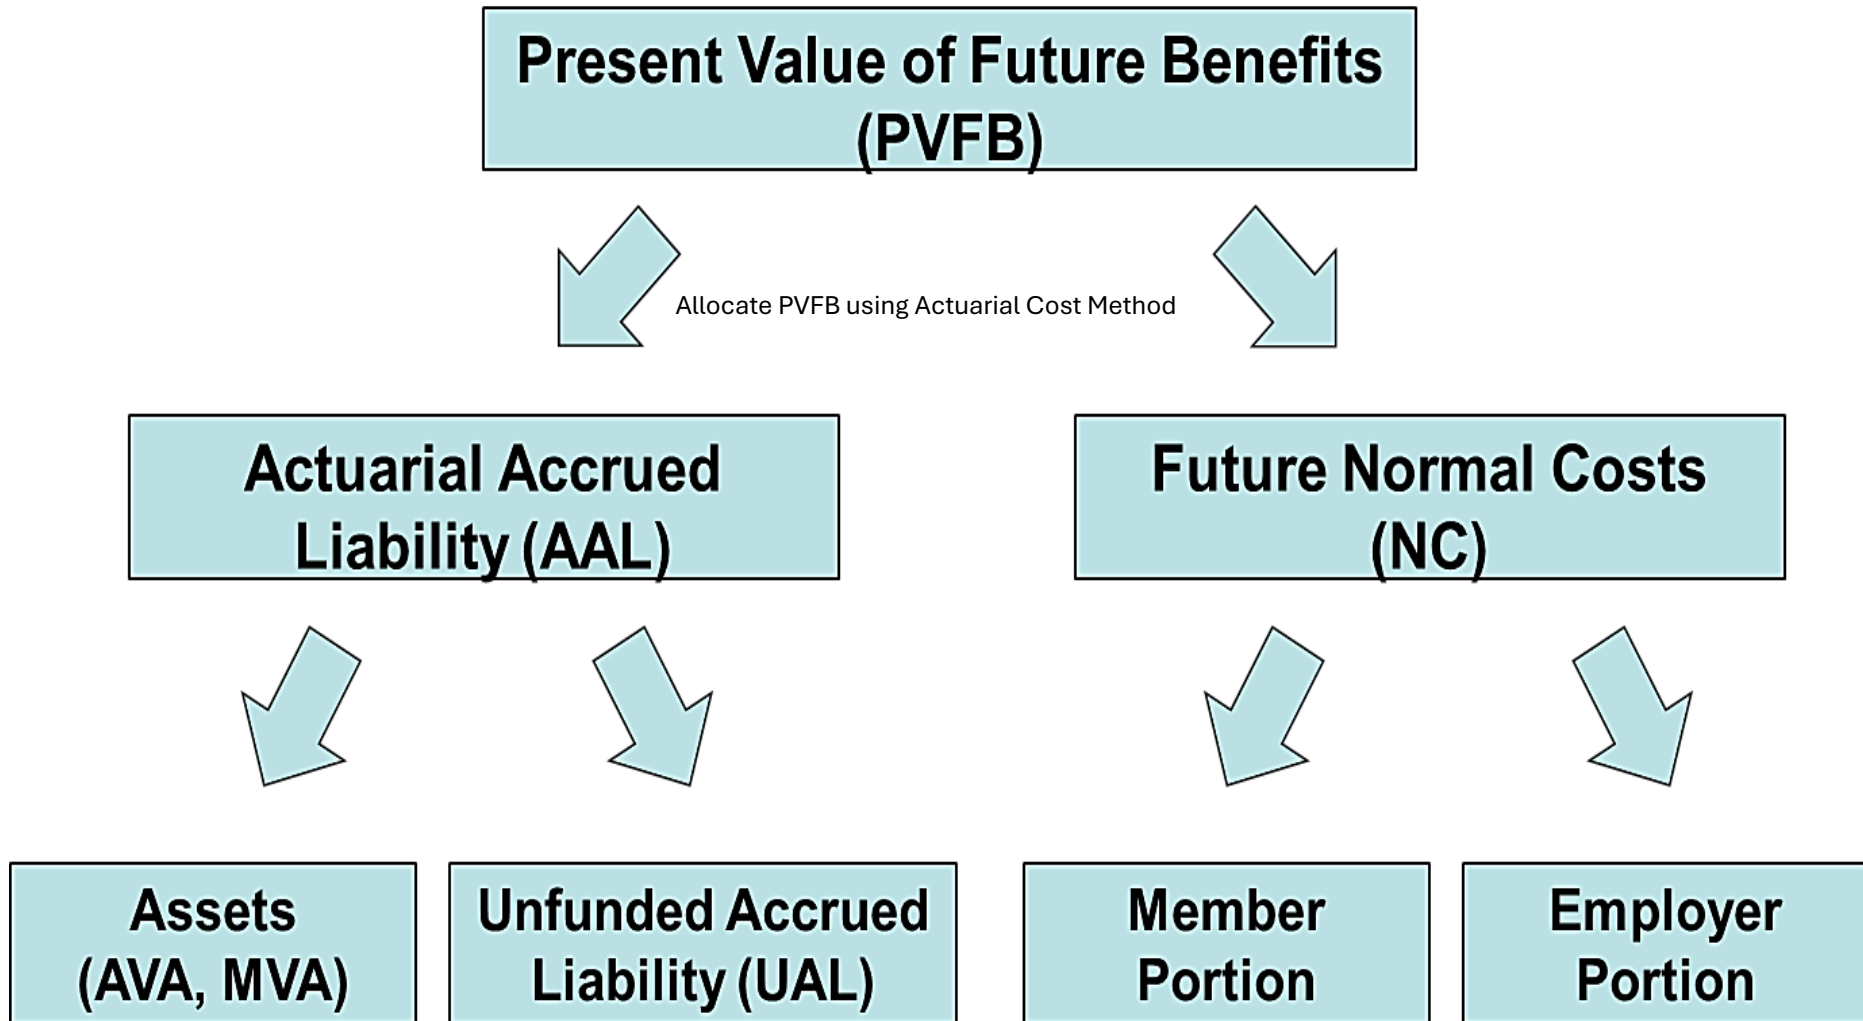 Present Value of Future Benefits
(PVFB)
Allocate PVFB using Actuarial Cost Method
Actuarial Accrued
Liability (AAL)
Future Normal Costs
(NC)
Assets
(AVA, MVA)
Unfunded Accrued
Liability (UAL)
Member
Portion
Employer
Portion